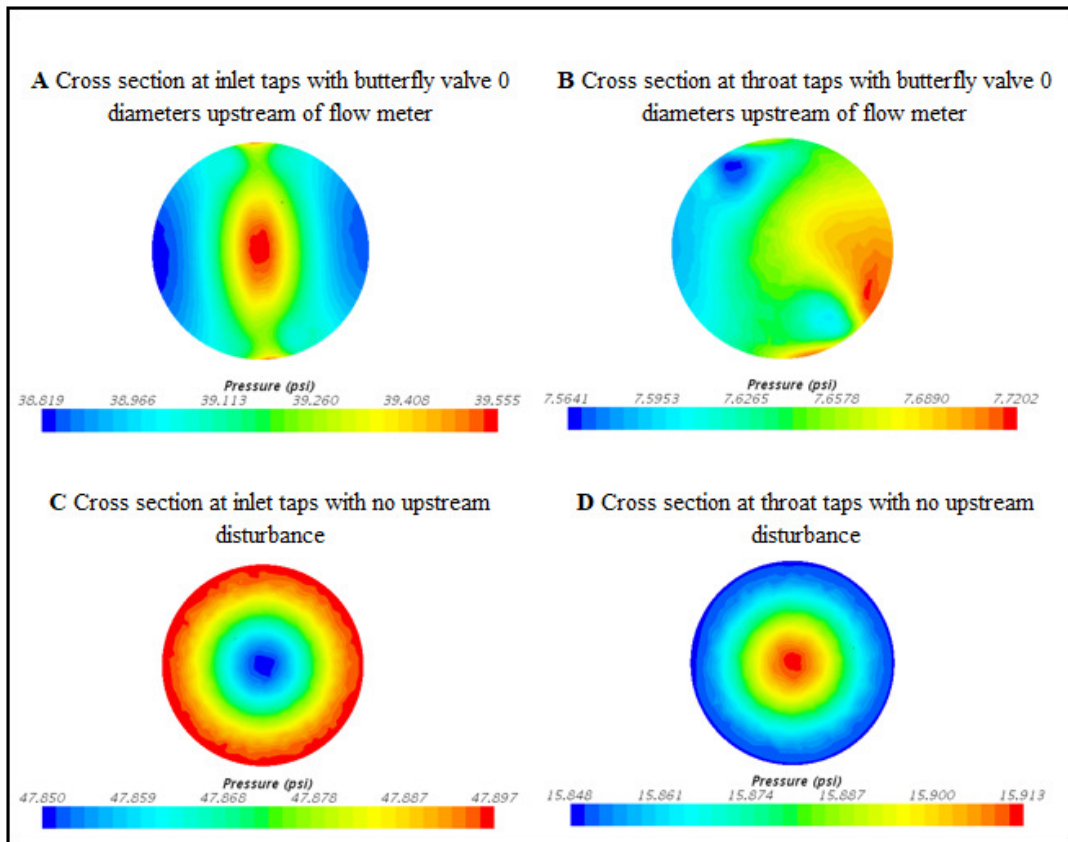 A Cross section at inlet taps with butterfly valve 0
diameters upstream of flow meter
Pressure (psi)
38.819 38.966 39.113 39.260 39.408 39.555
B Cross section at throat taps with butterfly valve 0
diameters upstream of flow meter
Pressure (psi)
7.5641 7.5953 7.6265 7.6578 7.6890 7.7202
C Cross section at inlet taps with no upstream
disturbance
Pressure (psi)
47.850 47.859 47.868 47.878 47.887 47.897
D Cross section at throat taps with no upstream
disturbance
Pressure (psi)
15.848 15.861 15.874 15.887 15.900 15.913